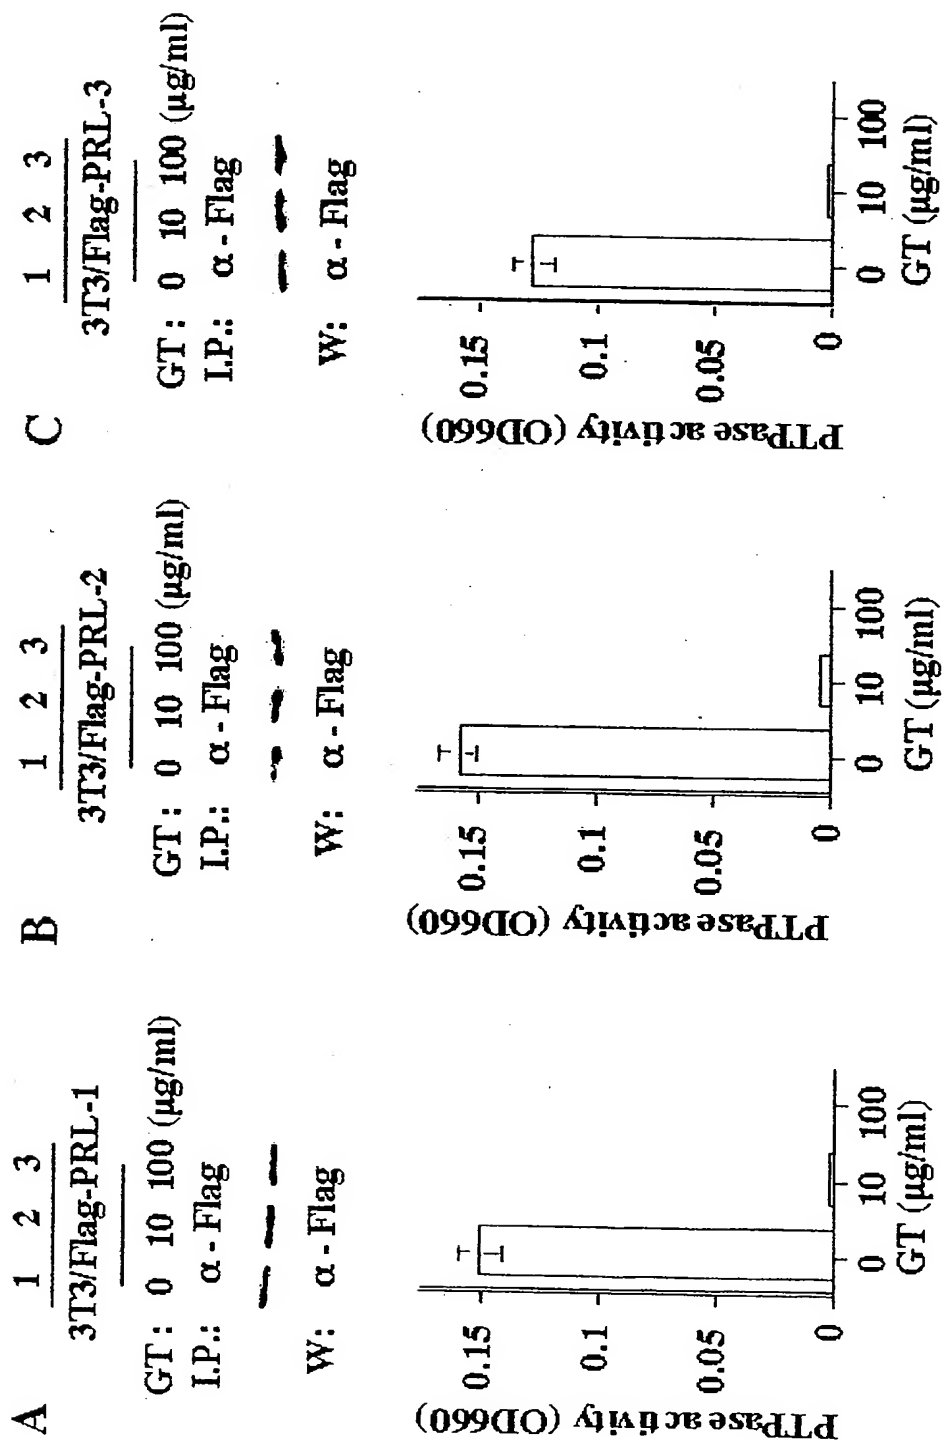 A
1 2 3
3T3/Flag-PRL-1
GT : 0 10 100 (µg/ml)
I.P.: α - Flag
W: α - Flag
PTPase activity (OD660)
0.15
0.1
0.05
0
0 10 100
GT (µg/ml)
B
1 2 3
3T3/Flag-PRL-2
GT : 0 10 100 (µg/ml)
I.P.: α - Flag
W: α - Flag
PTPase activity (OD660)
0.15
0.1
0.05
0
0 10 100
GT (µg/ml)
C
1 2 3
3T3/Flag-PRL-3
GT : 0 10 100 (µg/ml)
I.P.: α - Flag
W: α - Flag
PTPase activity (OD660)
0.15
0.1
0.05
0
0 10 100
GT (µg/ml)